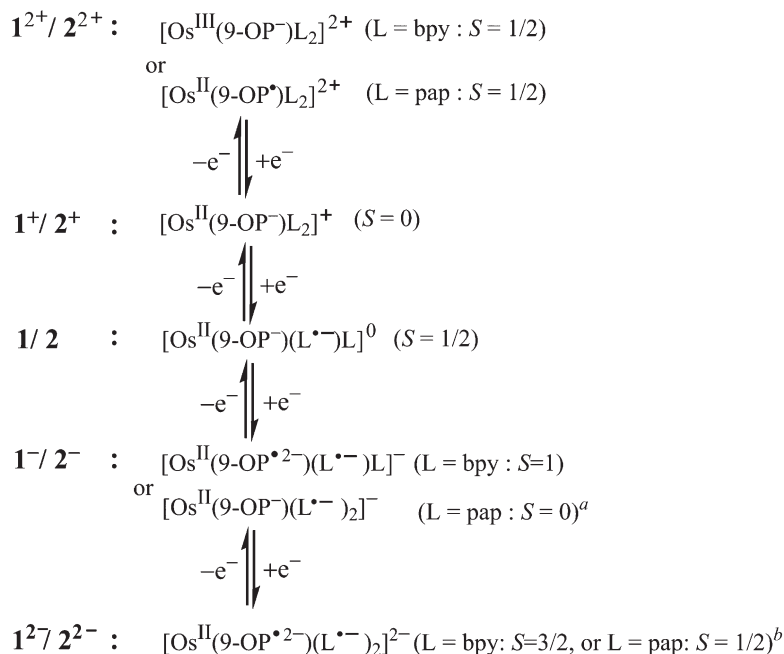 1²⁺/ 2²⁺ : [Osᴵᴵᴵ(9-OP⁻)L₂]²⁺ (L = bpy : S = 1/2)
or
[Osᴵᴵ(9-OP•)L₂]²⁺ (L = pap : S = 1/2)
−e⁻ +e⁻
1⁺/ 2⁺ : [Osᴵᴵ(9-OP⁻)L₂]⁺ (S = 0)
−e⁻ +e⁻
1/ 2 : [Osᴵᴵ(9-OP⁻)(L•⁻)L]⁰ (S = 1/2)
−e⁻ +e⁻
1⁻/ 2⁻ : [Osᴵᴵ(9-OP•²⁻)(L•⁻ )L]⁻ (L = bpy : S=1)
or
[Osᴵᴵ(9-OP⁻)(L•⁻ )₂]⁻ (L = pap : S = 0)ᵃ
−e⁻ +e⁻
1²⁻/ 2²⁻ : [Osᴵᴵ(9-OP•²⁻)(L•⁻ )₂]²⁻ (L = bpy: S=3/2, or L = pap: S = 1/2)ᵇ